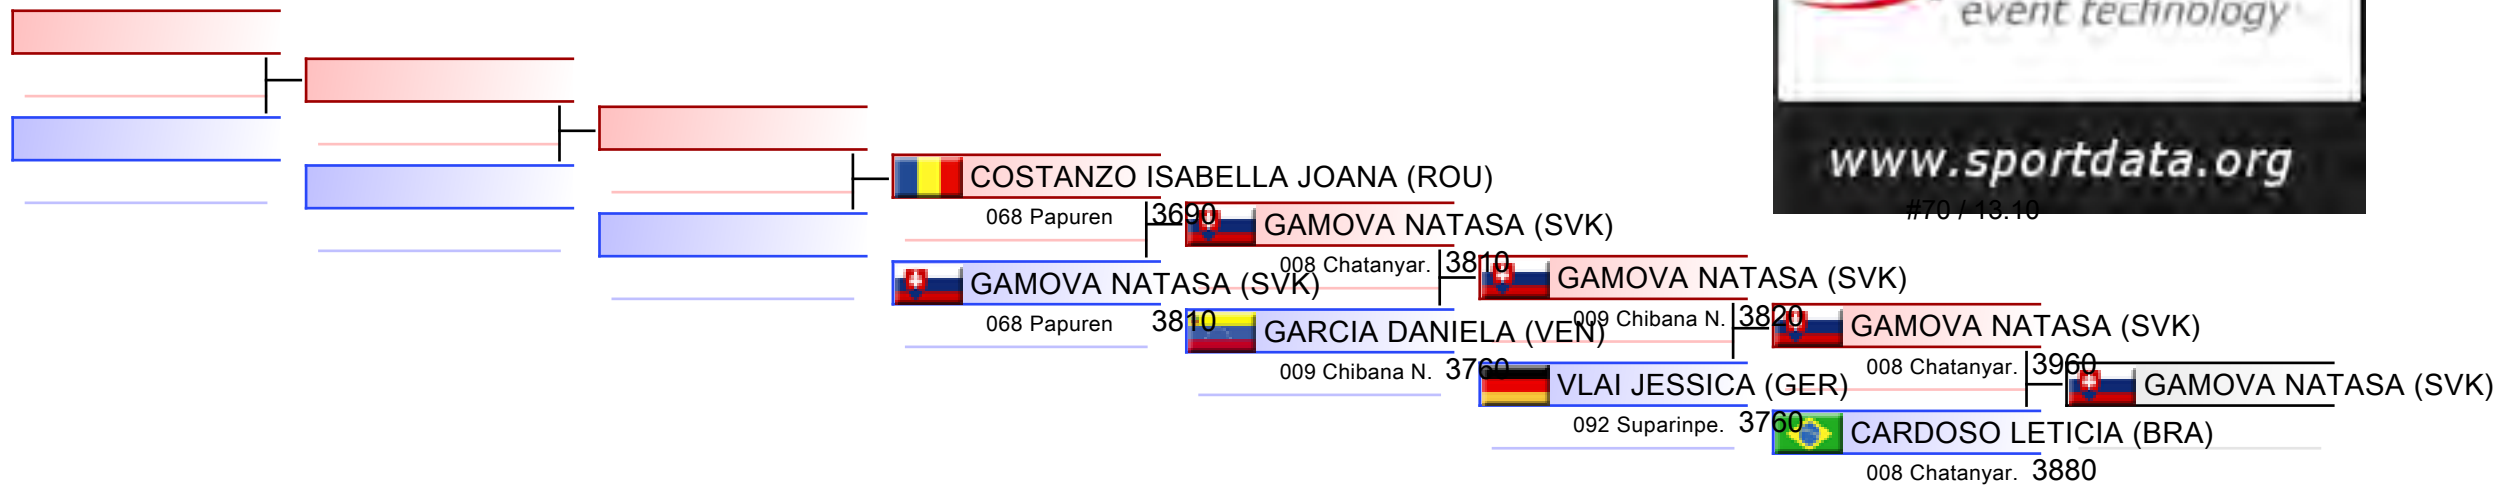 event technology
www.sportdata.org
#70 / 13.10
COSTANZO ISABELLA JOANA (ROU)
068 Papuren 3690
GAMOVA NATASA (SVK)
008 Chatanyar. 3810
GAMOVA NATASA (SVK)
068 Papuren 3810
GAMOVA NATASA (SVK)
009 Chibana N. 3820
GARCIA DANIELA (VEN)
009 Chibana N. 3760
GAMOVA NATASA (SVK)
008 Chatanyar. 3960
VLAI JESSICA (GER)
092 Suparinpe. 3760
GAMOVA NATASA (SVK)
CARDOSO LETICIA (BRA)
008 Chatanyar. 3880